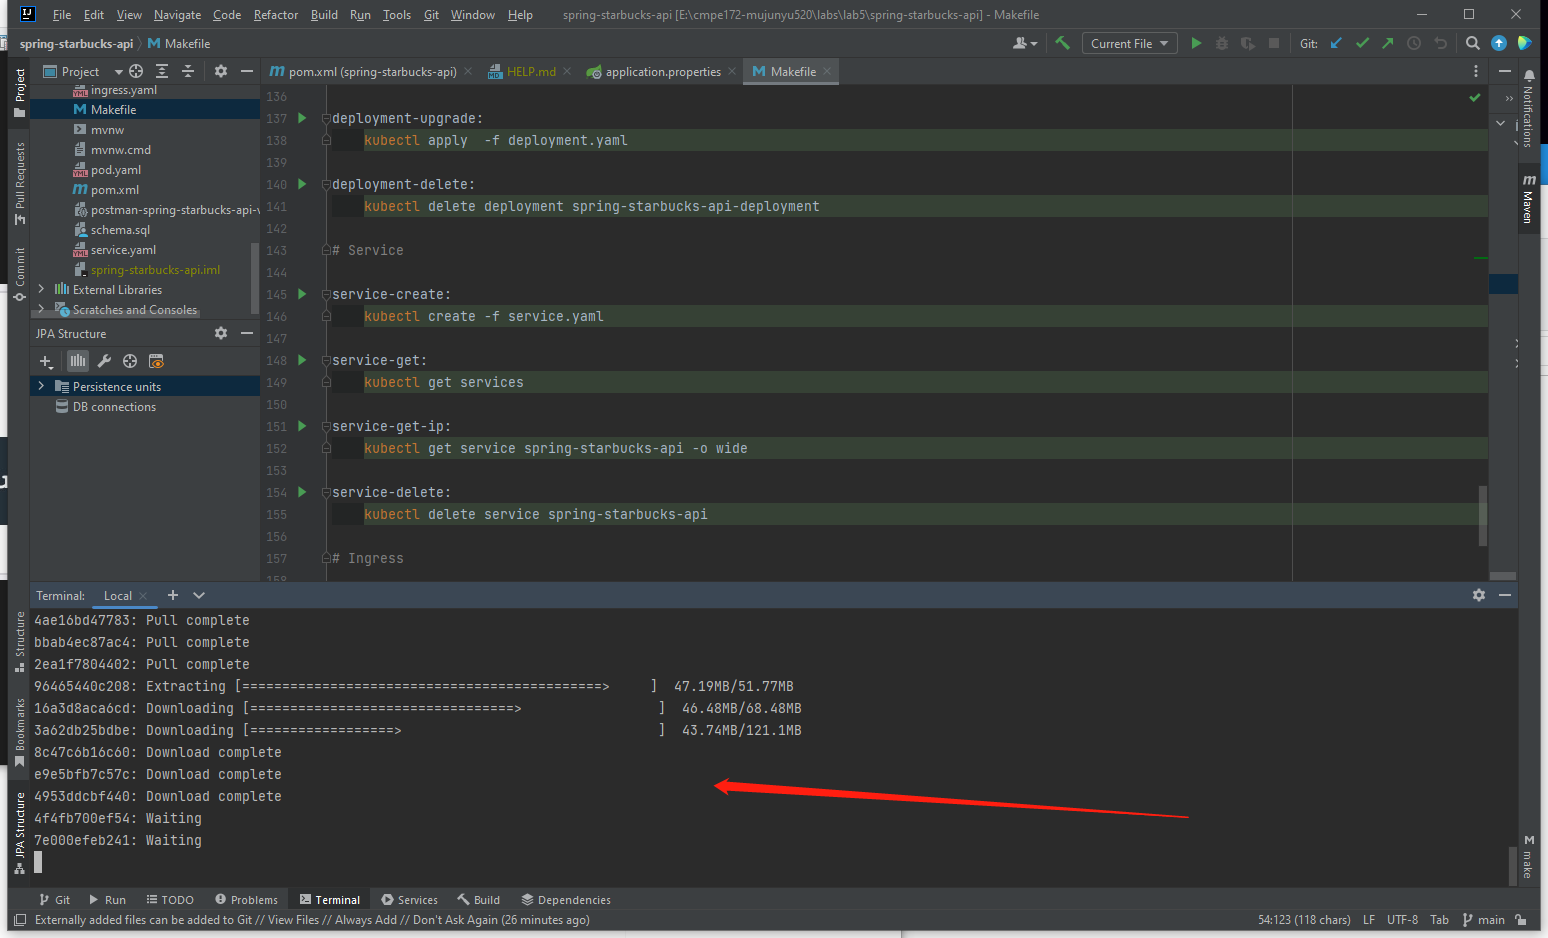 File Edit View Navigate Code Refactor Build Run Tools Git Window Help spring-starbucks-api [E:\cmpe172-mujunyu520\labs\lab5\spring-starbucks-api] - Makefile
spring-starbucks-api Makefile
Current File Git:
Project
pom.xml (spring-starbucks-api) HELP.md application.properties Makefile
ingress.yaml
Makefile
mvnw
mvnw.cmd
pod.yaml
pom.xml
postman-spring-starbucks-api-v
schema.sql
service.yaml
spring-starbucks-api.iml
External Libraries
Scratches and Consoles
JPA Structure
Persistence units
DB connections
136
137 deployment-upgrade:
138 kubectl apply  -f deployment.yaml
139
140 deployment-delete:
141 kubectl delete deployment spring-starbucks-api-deployment
142
143 # Service
144
145 service-create:
146 kubectl create -f service.yaml
147
148 service-get:
149 kubectl get services
150
151 service-get-ip:
152 kubectl get service spring-starbucks-api -o wide
153
154 service-delete:
155 kubectl delete service spring-starbucks-api
156
157 # Ingress
158
Project
Pull Requests
Commit
Structure
Bookmarks
JPA Structure
Notifications
Maven
make
Terminal: Local
4ae16bd47783: Pull complete
bbab4ec87ac4: Pull complete
2ea1f7804402: Pull complete
96465440c208: Extracting [=============================================>     ]  47.19MB/51.77MB
16a3d8aca6cd: Downloading [=================================>                 ]  46.48MB/68.48MB
3a62db25bdbe: Downloading [==================>                                ]  43.74MB/121.1MB
8c47c6b16c60: Download complete
e9e5bfb7c57c: Download complete
4953ddcbf440: Download complete
4f4fb700ef54: Waiting
7e000efeb241: Waiting
Git Run TODO Problems Terminal Services Build Dependencies
Externally added files can be added to Git // View Files // Always Add // Don't Ask Again (26 minutes ago) 54:123 (118 chars) LF UTF-8 Tab main